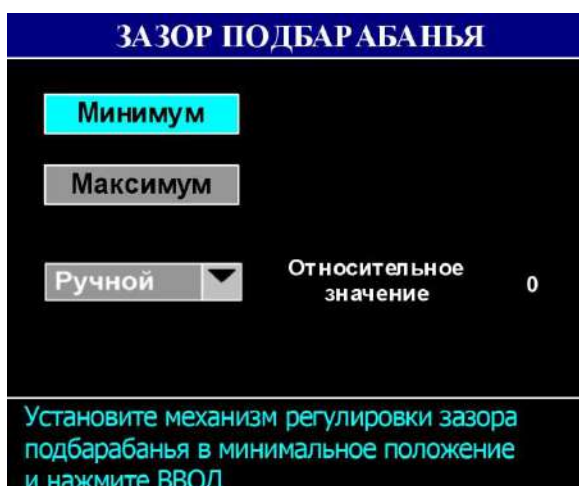 ЗАЗОР ПОДБАРАБАНЬЯ
Минимум
Максимум
Ручной
Относительное
значение
0
Установите механизм регулировки зазора
подбарабанья в минимальное положение
и нажмите ВВОД